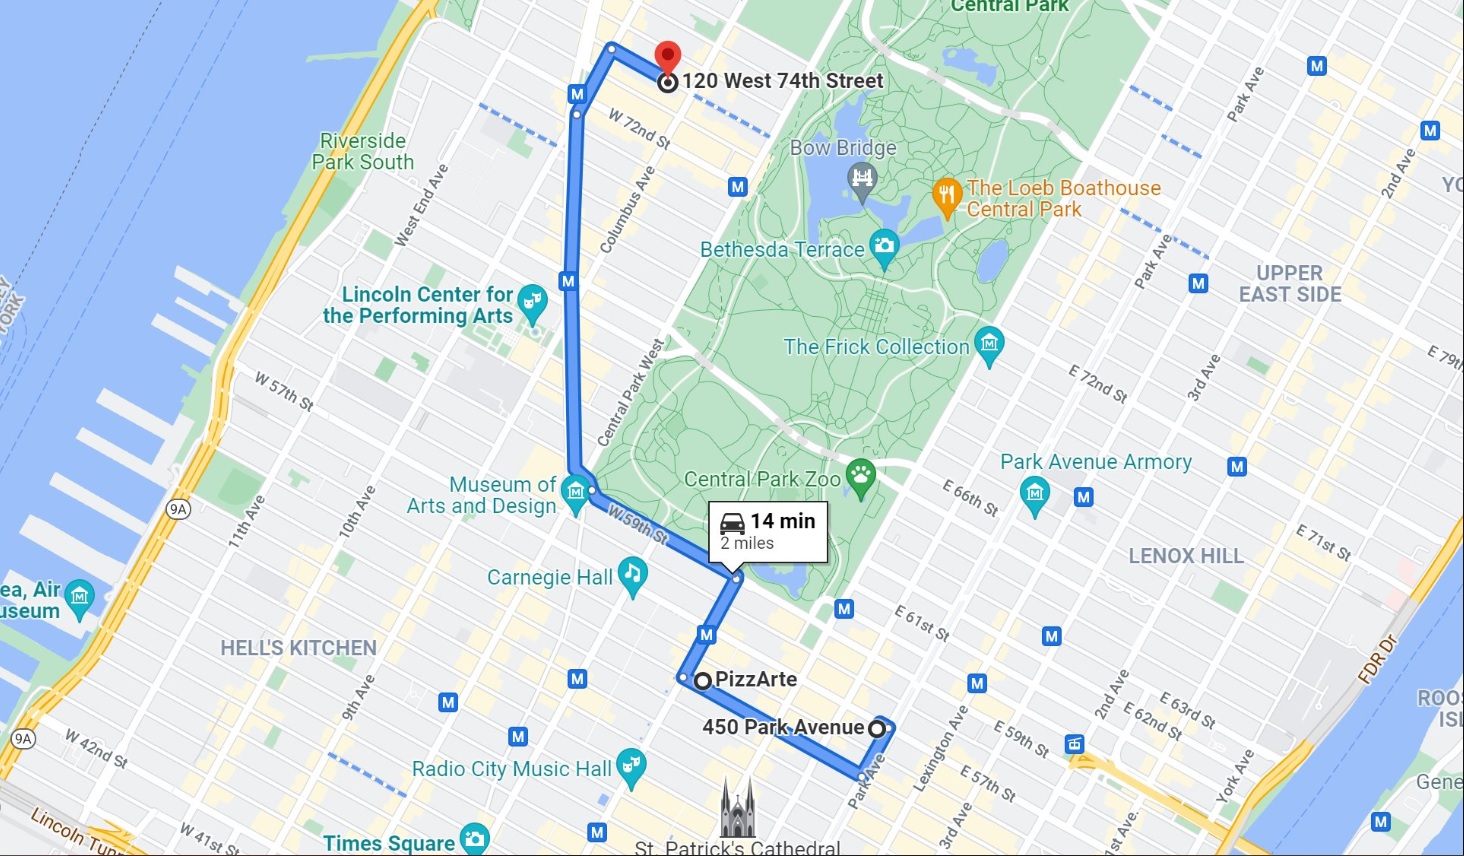 Central Park
120 West 74th Street
M
M
M
W 72nd St
Park Ave
2nd Ave
Riverside
Park South
Bow Bridge
M
The Loeb Boathouse
Central Park
West End Ave
Columbus Ave
Bethesda Terrace
Park Ave
UPPER
EAST SIDE
M
M
YORK
Lincoln Center for
the Performing Arts
The Frick Collection
E 79th
W 57th St
Central Park West
E 72nd St
3rd Ave
Museum of
Arts and Design
Central Park Zoo
Park Avenue Armory
M
M
E 66th St
9A
11th Ave
10th Ave
W 59th St
14 min
2 miles
E 71st St
LENOX HILL
Carnegie Hall
ea, Air
useum
M
E 61st St
M
M
HELL'S KITCHEN
FDR Dr
PizzArte
M
M
M
9th Ave
450 Park Avenue
Lexington Ave
2nd Ave
E 63rd St
E 62nd St
ROOS
ISL
9A
W 42nd St
M
E 59th St
Radio City Music Hall
Park Ave
E 57th St
York Ave
Gene
Lincoln Tunn
W 41st St
Times Square
M
St. Patrick's Cathedral
3rd Ave
1st Ave.
M